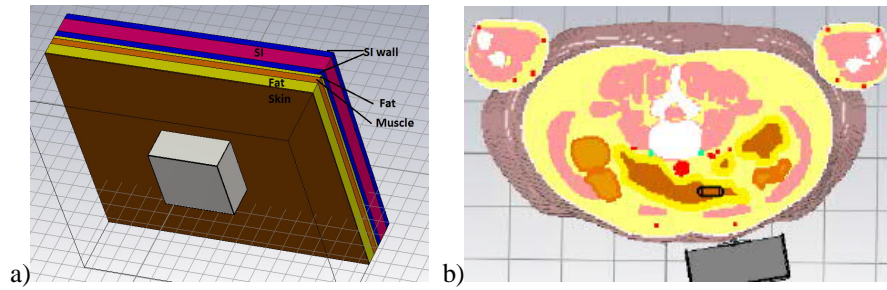 SI
SI wall
Fat
Fat
Skin
Muscle
a)
b)